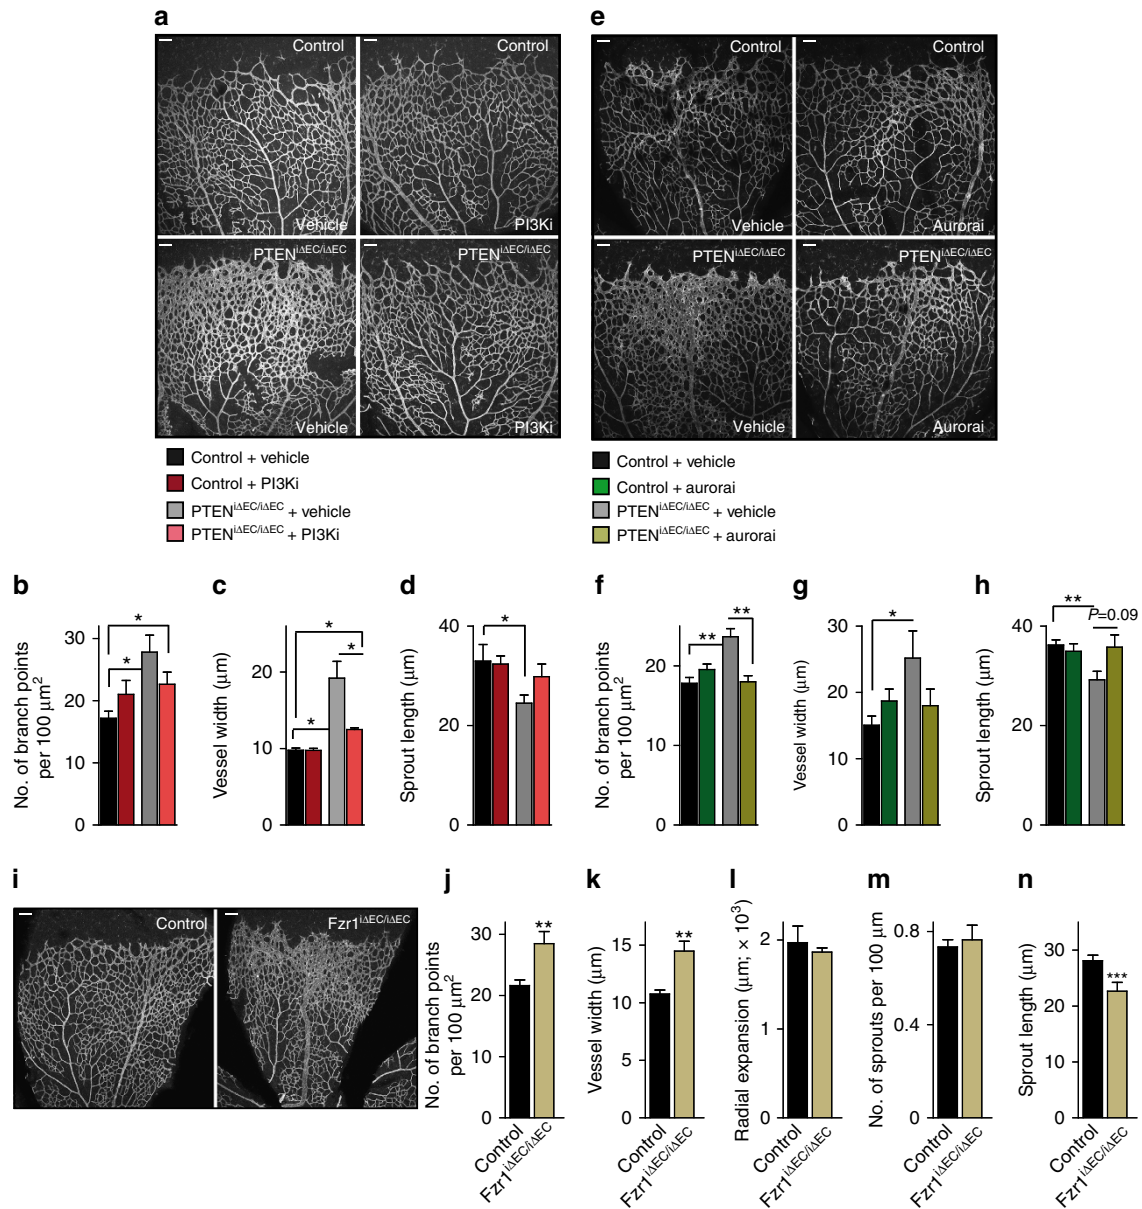 a
Control
Control
Vehicle
PI3Ki
PTENiΔEC/iΔEC
PTENiΔEC/iΔEC
Vehicle
PI3Ki
Control + vehicle
Control + PI3Ki
PTENiΔEC/iΔEC + vehicle
PTENiΔEC/iΔEC + PI3Ki
e
Control
Control
Vehicle
Aurorai
PTENiΔEC/iΔEC
PTENiΔEC/iΔEC
Vehicle
Aurorai
Control + vehicle
Control + aurorai
PTENiΔEC/iΔEC + vehicle
PTENiΔEC/iΔEC + aurorai
b
No. of branch points
per 100 μm2
30
20
10
0
*
*
c
Vessel width (μm)
20
10
0
*
*
*
d
Sprout length (μm)
40
20
0
*
f
No. of branch points
per 100 μm2
20
10
0
**
**
g
Vessel width (μm)
30
20
10
0
*
h
Sprout length (μm)
40
20
0
**
P=0.09
i
Control
Fzr1iΔEC/iΔEC
j
No. of branch points
per 100 μm2
30
20
10
0
**
Control
Fzr1iΔEC/iΔEC
k
Vessel width (μm)
15
10
5
0
**
Control
Fzr1iΔEC/iΔEC
l
Radial expansion (μm; × 103)
2
1
0
Control
Fzr1iΔEC/iΔEC
m
No. of sprouts per 100 μm
0.8
0.4
0
Control
Fzr1iΔEC/iΔEC
n
Sprout length (μm)
30
20
10
0
***
Control
Fzr1iΔEC/iΔEC